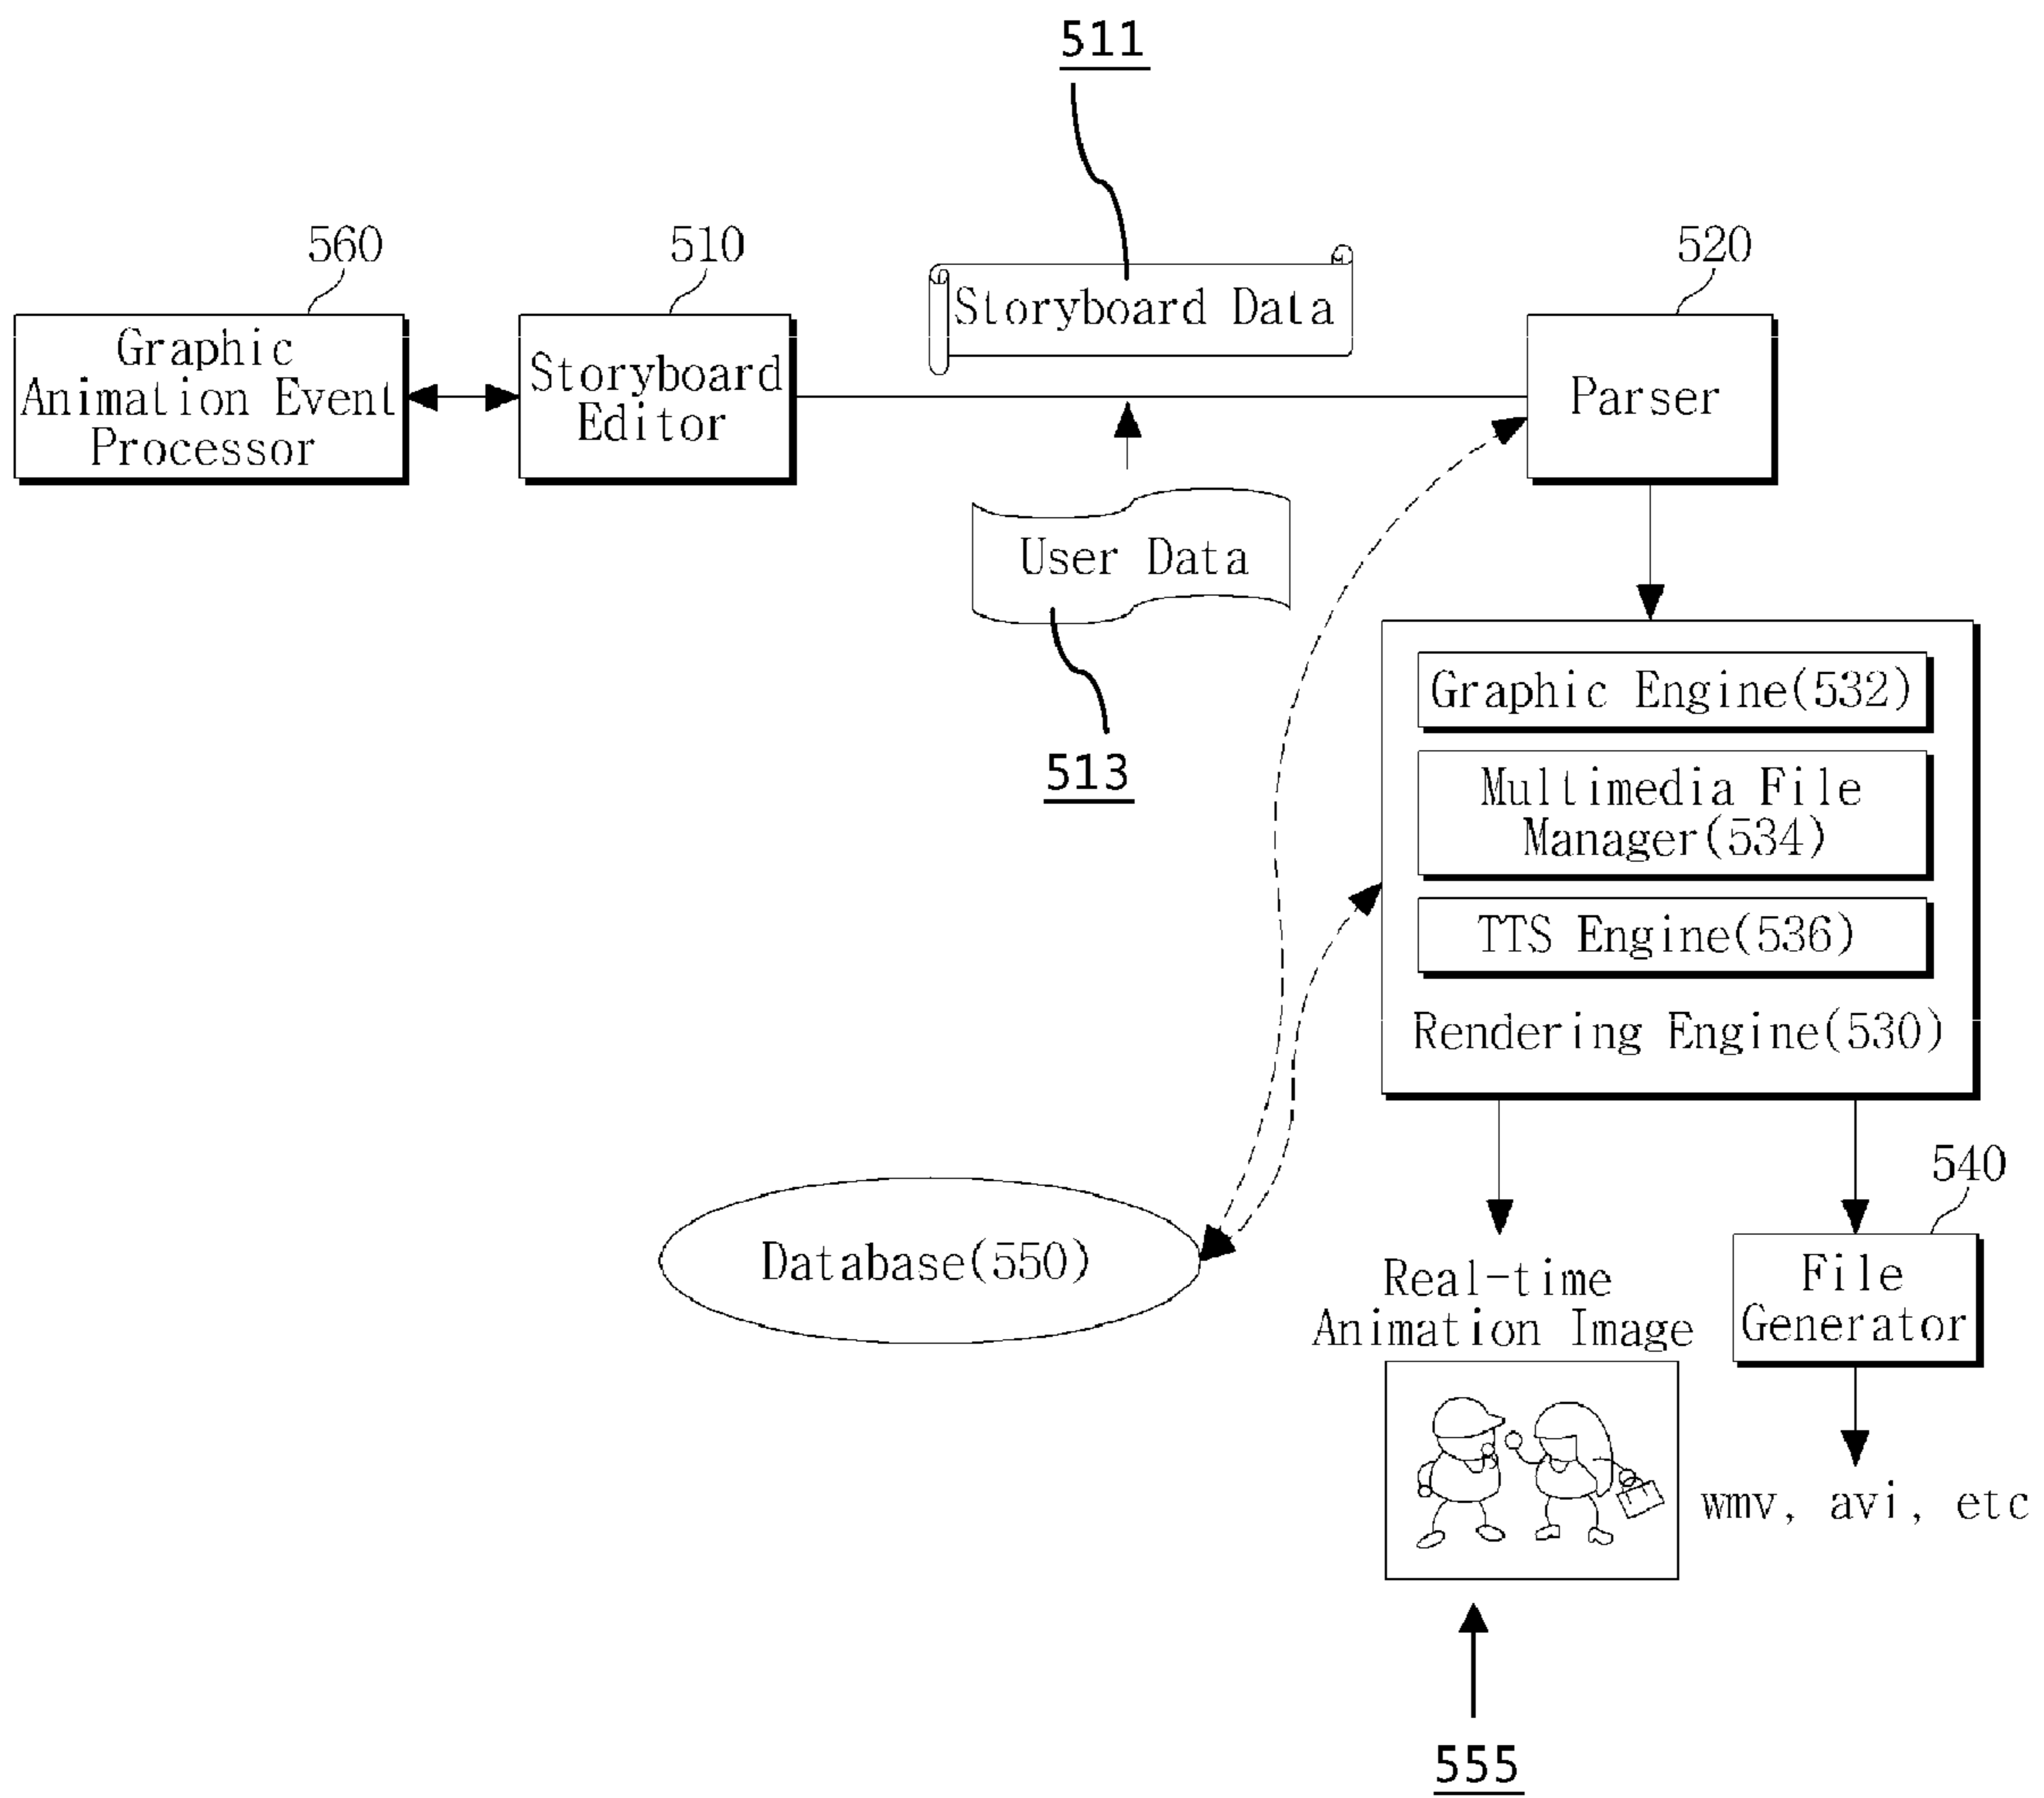 511
560
510
520
Storyboard Data
Graphic
Animation Event
Processor
Storyboard
Editor
Parser
User Data
513
Graphic Engine(532)
Multimedia File
Manager(534)
TTS Engine(536)
Rendering Engine(530)
540
Database(550)
Real-time
Animation Image
File
Generator
wmv, avi, etc
555